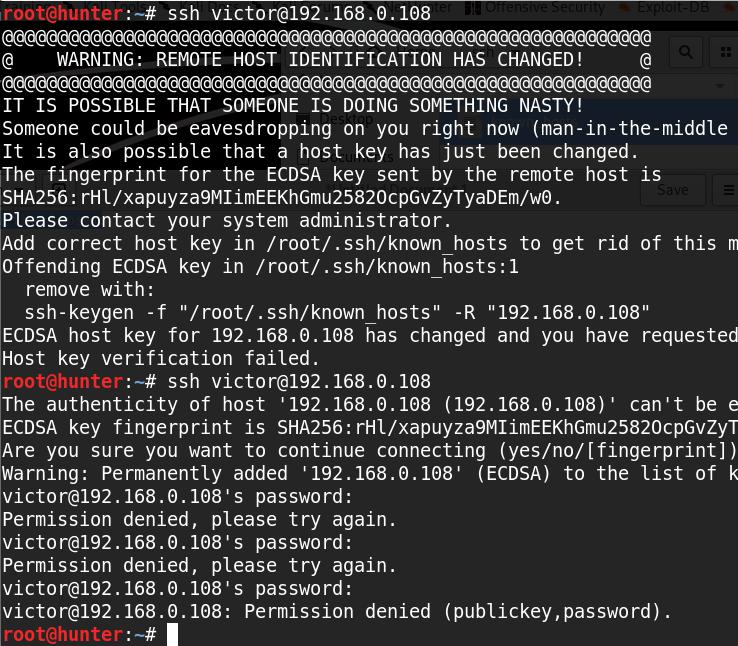 Offensive Security Exploit-DB
root@hunter:~# ssh victor@192.168.0.108
@@@@@@@@@@@@@@@@@@@@@@@@@@@@@@@@@@@@@@@@@@@@@@@@@@@@@@@@@@@
@    WARNING: REMOTE HOST IDENTIFICATION HAS CHANGED!     @
@@@@@@@@@@@@@@@@@@@@@@@@@@@@@@@@@@@@@@@@@@@@@@@@@@@@@@@@@@@
IT IS POSSIBLE THAT SOMEONE IS DOING SOMETHING NASTY!
Desktop
Someone could be eavesdropping on you right now (man-in-the-middle
It is also possible that a host key has just been changed.
The fingerprint for the ECDSA key sent by the remote host is
Save
SHA256:rHl/xapuyza9MIimEEKhGmu2582OcpGvZyTyaDEm/w0.
Please contact your system administrator.
Add correct host key in /root/.ssh/known_hosts to get rid of this m
Offending ECDSA key in /root/.ssh/known_hosts:1
  remove with:
  ssh-keygen -f "/root/.ssh/known_hosts" -R "192.168.0.108"
ECDSA host key for 192.168.0.108 has changed and you have requested
Host key verification failed.
root@hunter:~# ssh victor@192.168.0.108
The authenticity of host '192.168.0.108 (192.168.0.108)' can't be e
ECDSA key fingerprint is SHA256:rHl/xapuyza9MIimEEKhGmu2582OcpGvZyT
Are you sure you want to continue connecting (yes/no/[fingerprint])
Warning: Permanently added '192.168.0.108' (ECDSA) to the list of k
victor@192.168.0.108's password:
Permission denied, please try again.
victor@192.168.0.108's password:
Permission denied, please try again.
victor@192.168.0.108's password:
victor@192.168.0.108: Permission denied (publickey,password).
root@hunter:~#